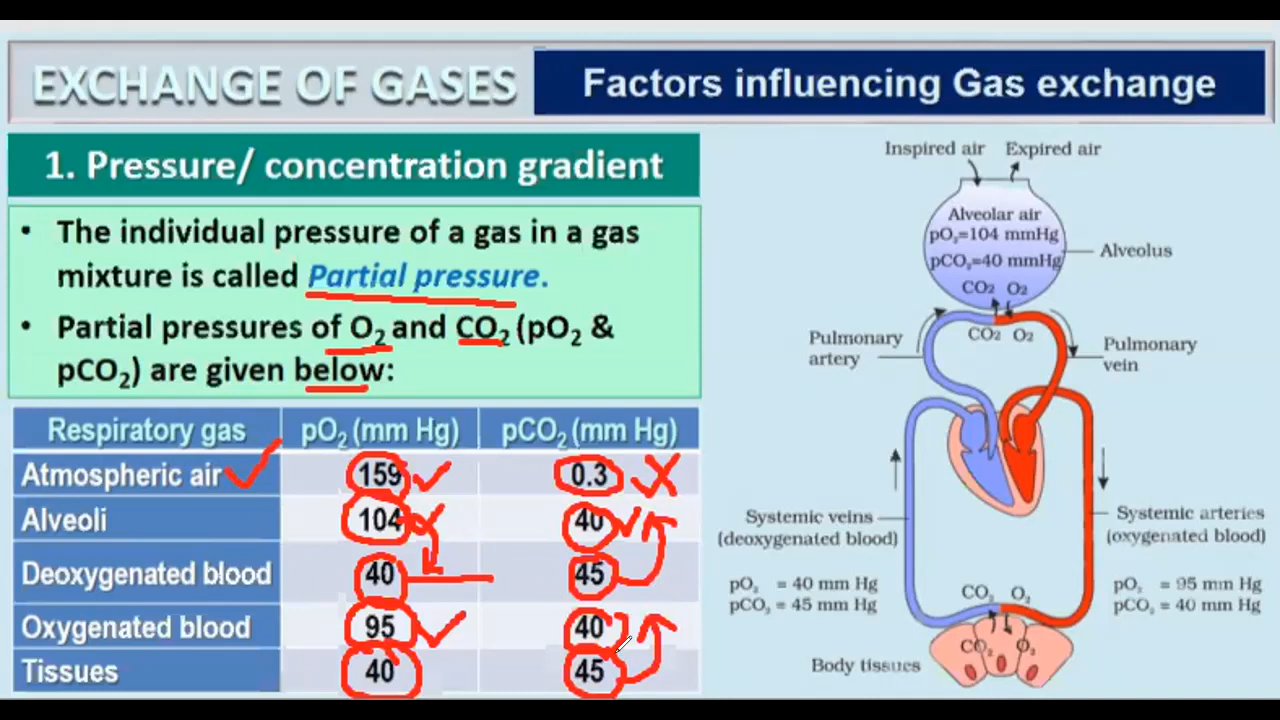 EXCHANGE OF GASES
Factors influencing Gas exchange
1. Pressure/ concentration gradient
• The individual pressure of a gas in a gas
mixture is called Partial pressure.
• Partial pressures of O₂ and CO₂ (pO₂ &
pCO₂) are given below:
Respiratory gas pO₂ (mm Hg) pCO₂ (mm Hg)
Atmospheric air 159 0.3
Alveoli 104 40
Deoxygenated blood 40 45
Oxygenated blood 95 40
Tissues 40 45
Inspired air Expired air
Alveolar air
pO₂=104 mmHg
pCO₂=40 mmHg
CO₂ O₂
Alveolus
CO₂ O₂
Pulmonary
artery
Pulmonary
vein
Systemic veins
(deoxygenated blood)
Systemic arteries
(oxygenated blood)
pO₂ = 40 mm Hg
pCO₂ = 45 mm Hg
pO₂ = 95 mm Hg
pCO₂ = 40 mm Hg
CO₂ O₂
CO₂ O₂
Body tissues